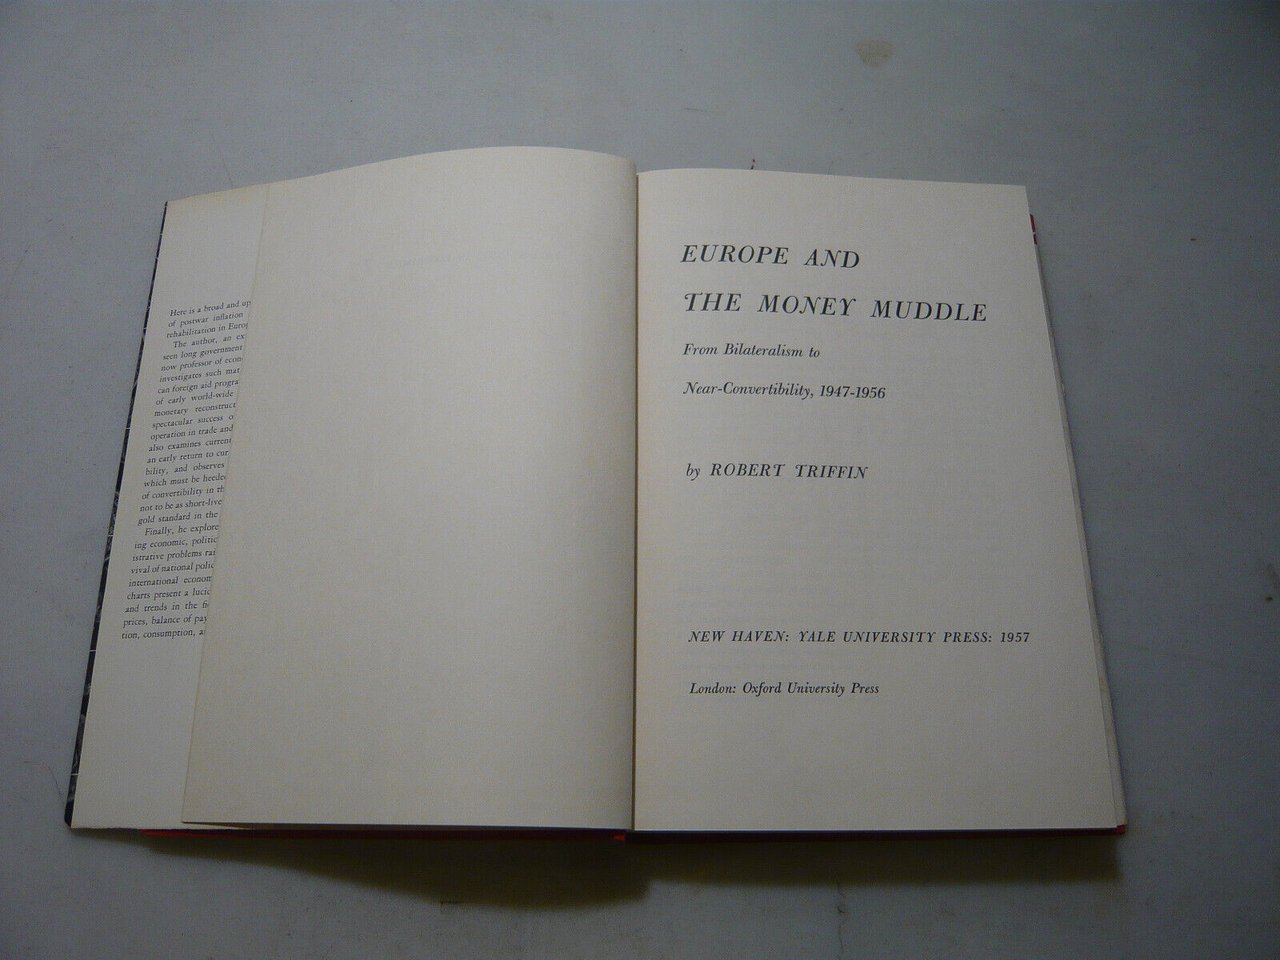 Here is a broad and up
of postwar inflation
rehabilitation in Europ
The author, an ex
seen long government
now professor of econ
investigates such mat
can foreign aid progra
of early world-wide
monetary reconstruct
spectacular success o
operation in trade and
also examines current
an early return to con
bility, and observes
which must be heeded
of convertibility in th
not to be as short-live
gold standard in the
Finally, he explore
ing economic, politic
istrative problems rai
vival of national polic
international econom
charts present a lucid
and trends in the fi
prices, balance of pay
tion, consumption, a
EUROPE AND
THE MONEY MUDDLE
From Bilateralism to
Near-Convertibility, 1947-1956
by ROBERT TRIFFIN
NEW HAVEN: YALE UNIVERSITY PRESS: 1957
London: Oxford University Press